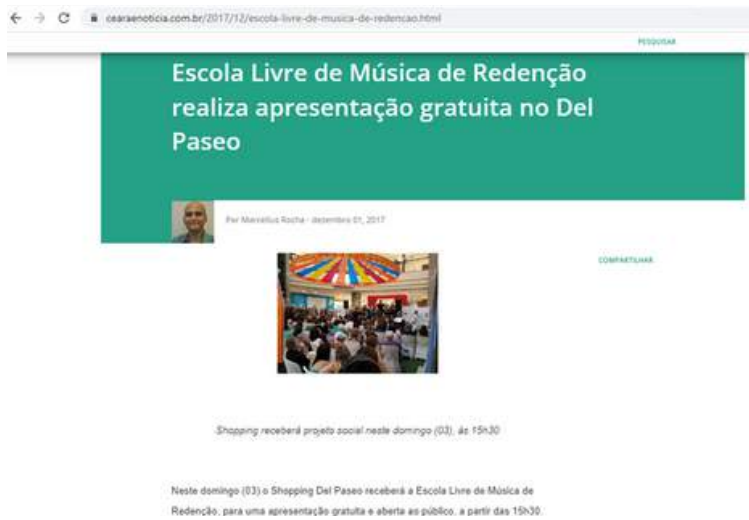 cearaenoticia.com.br/2017/12/escola-livre-de-musica-de-redencao.html
PESQUISAR
Escola Livre de Música de Redenção
realiza apresentação gratuita no Del
Paseo
Por Marcellus Rocha - dezembro 01, 2017
COMPARTILHAR
Shopping receberá projeto social neste domingo (03), às 15h30
Neste domingo (03) o Shopping Del Paseo receberá a Escola Livre de Música de
Redenção, para uma apresentação gratuita e aberta ao público, a partir das 15h30.